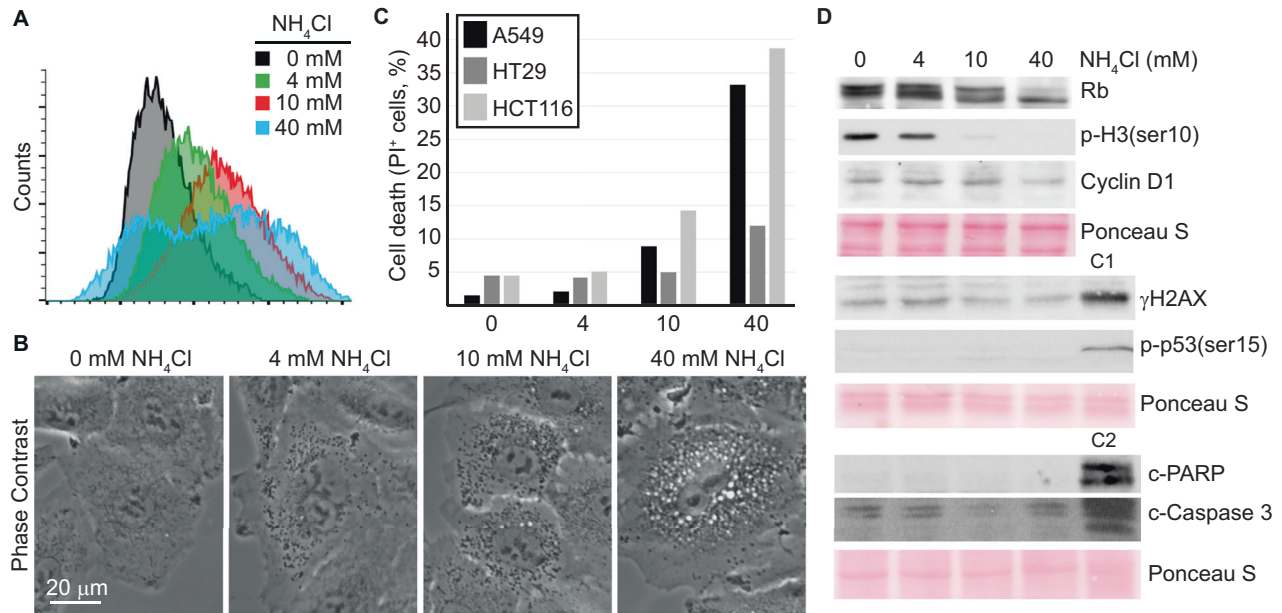 A
NH₄Cl
0 mM
4 mM
10 mM
40 mM
Counts
C
A549
HT29
HCT116
Cell death (PI⁺ cells, %)
40
35
30
25
20
15
10
5
0 4 10 40
B
0 mM NH₄Cl 4 mM NH₄Cl 10 mM NH₄Cl 40 mM NH₄Cl
Phase Contrast
20 μm
D
0 4 10 40 NH₄Cl (mM)
Rb
p-H3(ser10)
Cyclin D1
Ponceau S
C1
γH2AX
p-p53(ser15)
Ponceau S
C2
c-PARP
c-Caspase 3
Ponceau S